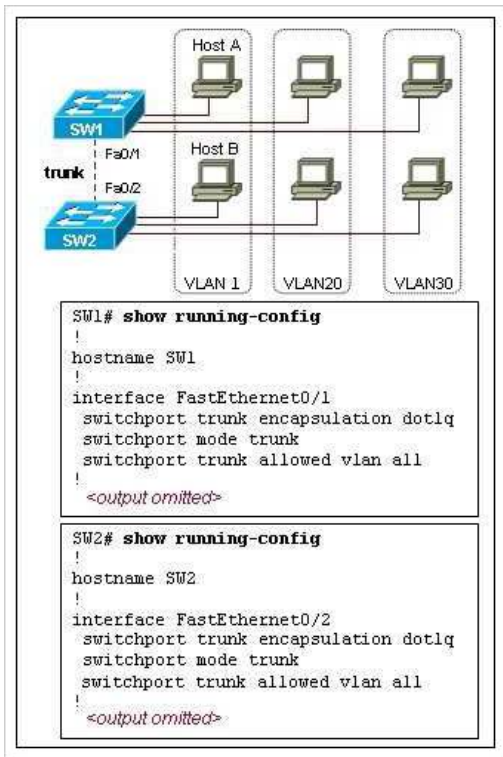 Host A
SW1
Fa0/1
trunk
Host B
Fa0/2
SW2
VLAN 1
VLAN20
VLAN30
SW1# show running-config
!
hostname SW1
!
interface FastEthernet0/1
switchport trunk encapsulation dot1q
switchport mode trunk
switchport trunk allowed vlan all
!
<output omitted>
SW2# show running-config
!
hostname SW2
!
interface FastEthernet0/2
switchport trunk encapsulation dot1q
switchport mode trunk
switchport trunk allowed vlan all
!
<output omitted>